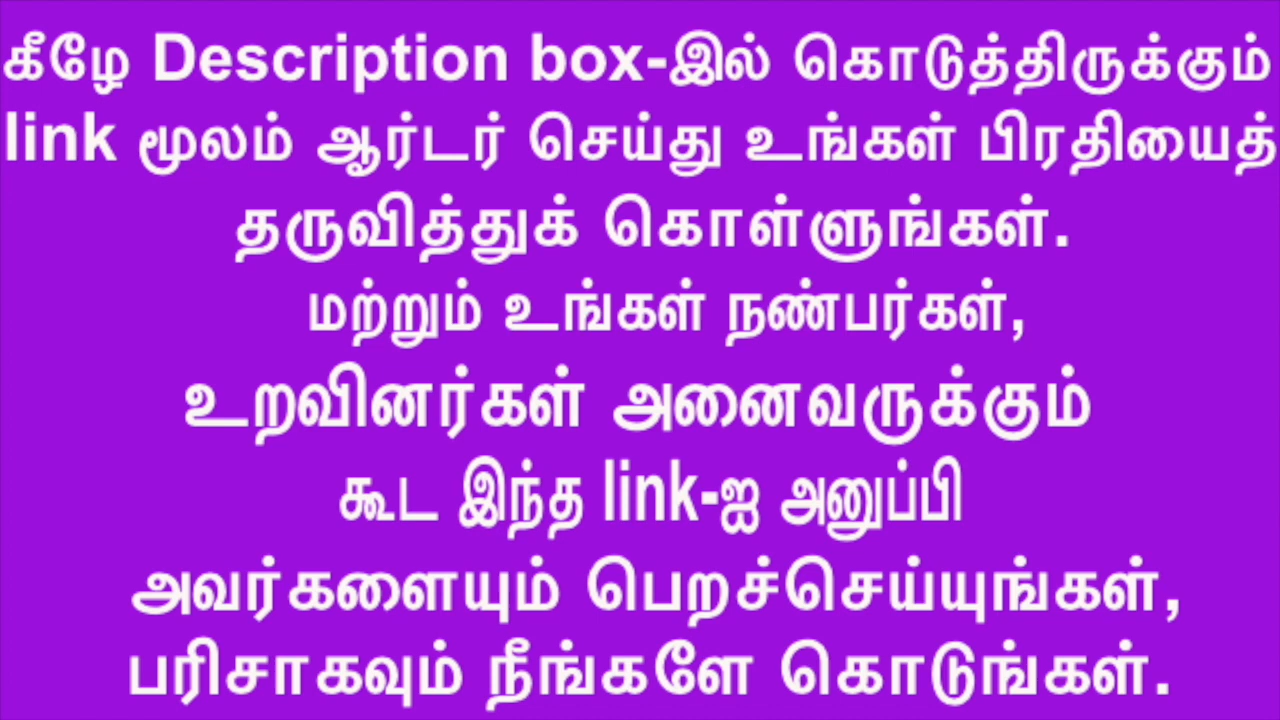 கீழே Description box-இல் கொடுத்திருக்கும்
link மூலம் ஆர்டர் செய்து உங்கள் பிரதியைத்
தருவித்துக் கொள்ளுங்கள்.
மற்றும் உங்கள் நண்பர்கள்,
உறவினர்கள் அனைவருக்கும்
கூட இந்த link-ஐ அனுப்பி
அவர்களையும் பெறச்செய்யுங்கள்,
பரிசாகவும் நீங்களே கொடுங்கள்.